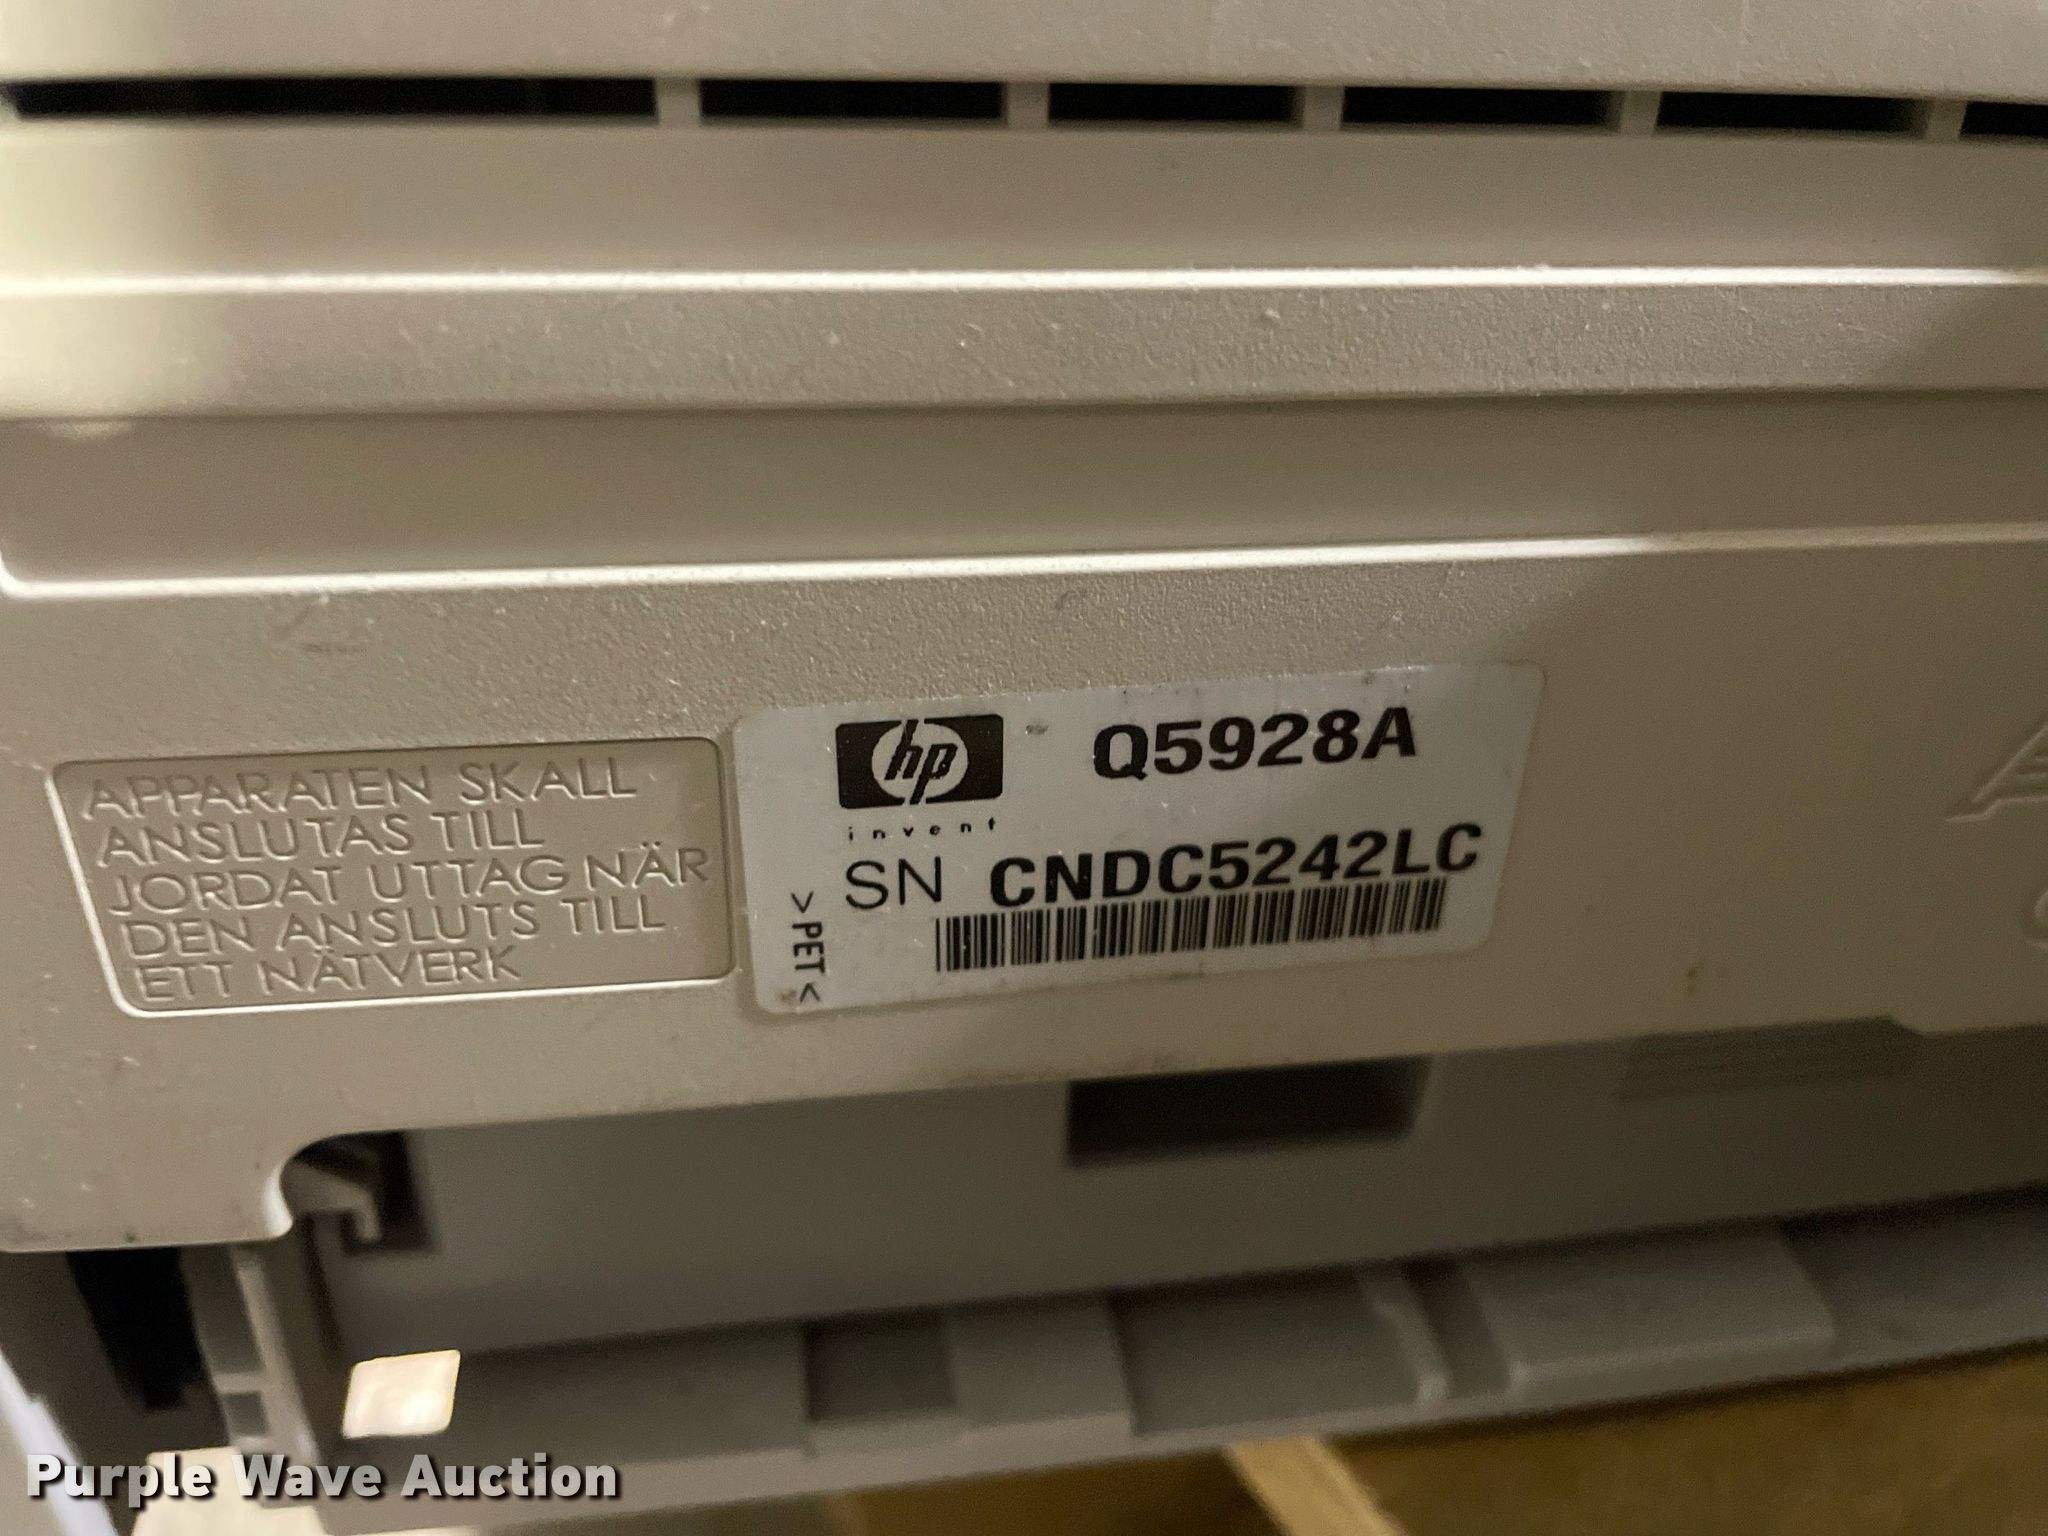 APPARATEN SKALL
ANSLUTAS TILL
JORDAT UTTAG NÄR
DEN ANSLUTS TILL
ETT NÄTVERK
hp
invent
Q5928A
SN CNDC5242LC
>PET<
Purple Wave Auction